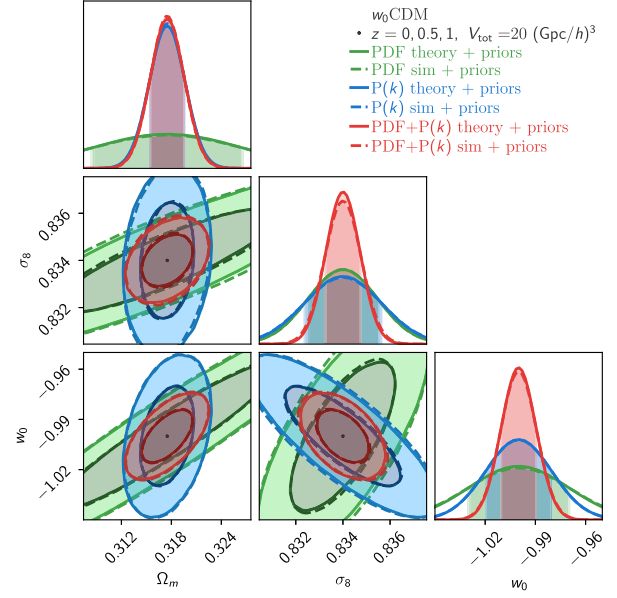 w₀CDM
z = 0, 0.5, 1, V_tot = 20 (Gpc/h)³
PDF theory + priors
PDF sim + priors
P(k) theory + priors
P(k) sim + priors
PDF+P(k) theory + priors
PDF+P(k) sim + priors
0.836
0.834
0.832
σ₈
−0.96
−0.99
−1.02
w₀
0.312
0.318
0.324
Ωₘ
0.832
0.834
0.836
σ₈
−1.02
−0.99
−0.96
w₀